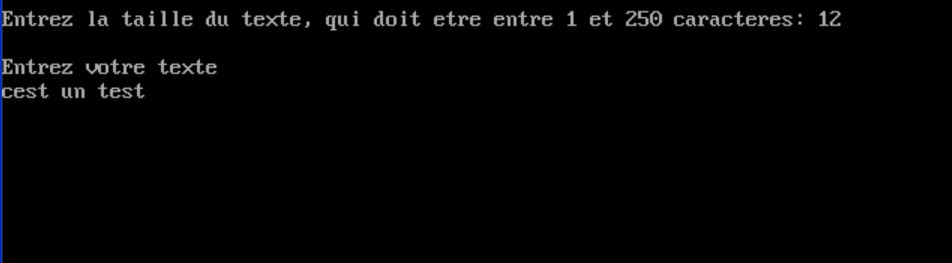 Entrez la taille du texte, qui doit etre entre 1 et 250 caracteres: 12
Entrez votre texte
cest un test